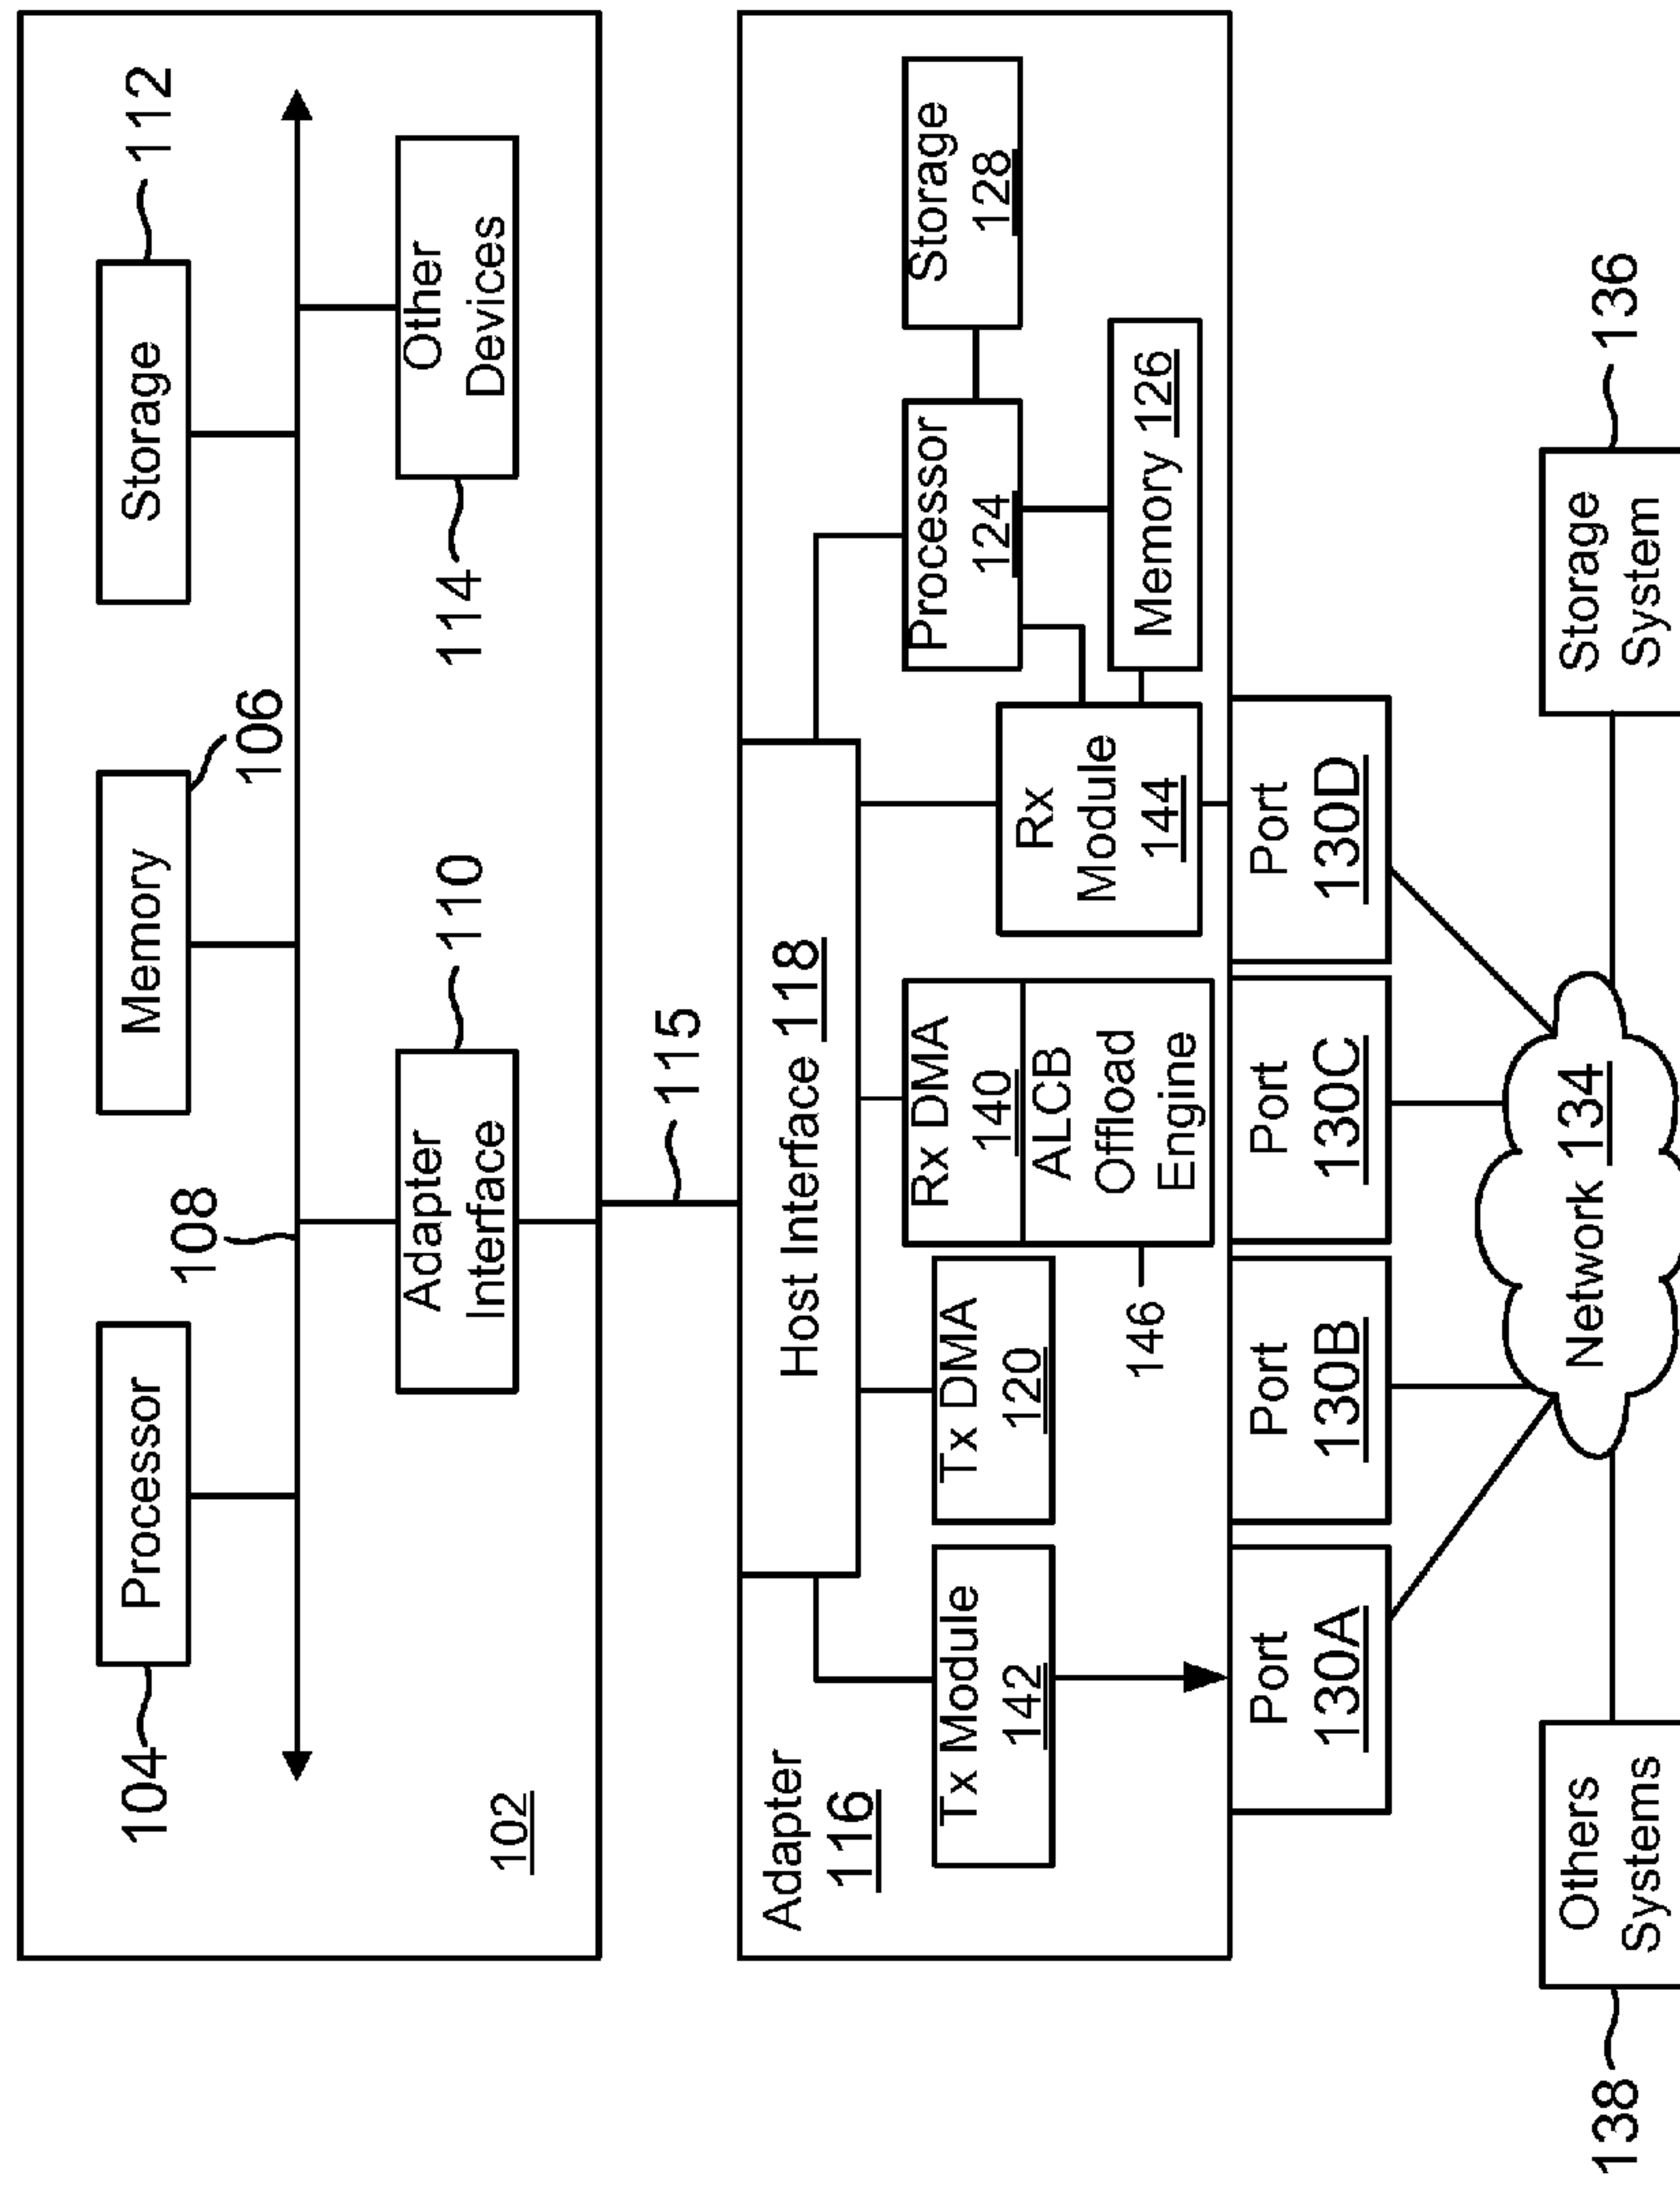 104
Processor
Memory
106
Storage
112
108
Adapter
Interface
110
114
Other
Devices
102
115
Adapter
116
Host Interface 118
Tx Module
142
Tx DMA
120
Rx DMA
140
ALCB
Offload
Engine
146
Rx
Module
144
Processor
124
Storage
128
Memory 126
Port
130A
Port
130B
Port
130C
Port
130D
138
Others
Systems
Network 134
Storage
System
136